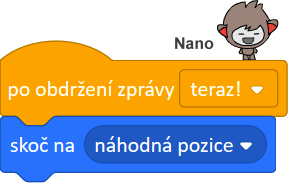 Nano
po obdržení zprávy teraz!
skoč na náhodná pozice